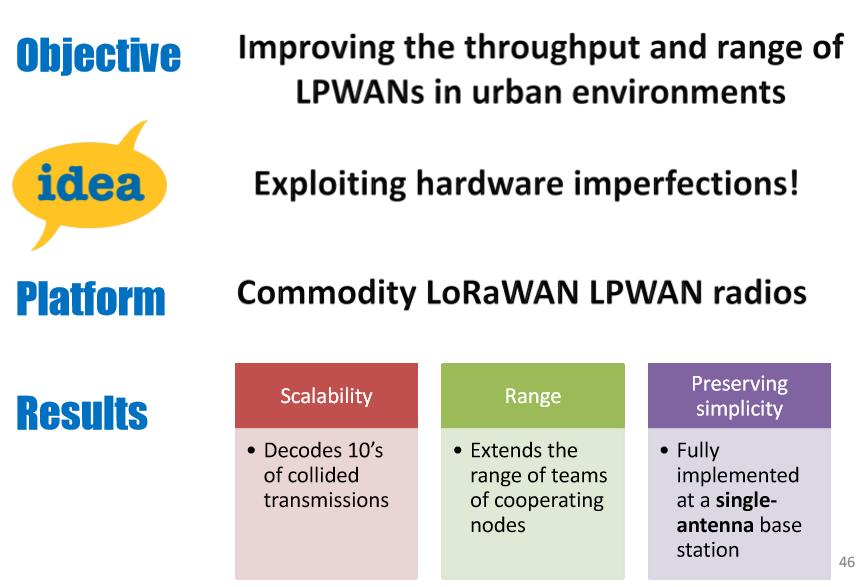 Objective
Improving the throughput and range of
LPWANs in urban environments
idea
Exploiting hardware imperfections!
Platform
Commodity LoRaWAN LPWAN radios
Results
Scalability
• Decodes 10's
of collided
transmissions
Range
• Extends the
range of teams
of cooperating
nodes
Preserving
simplicity
• Fully
implemented
at a single-
antenna base
station
46